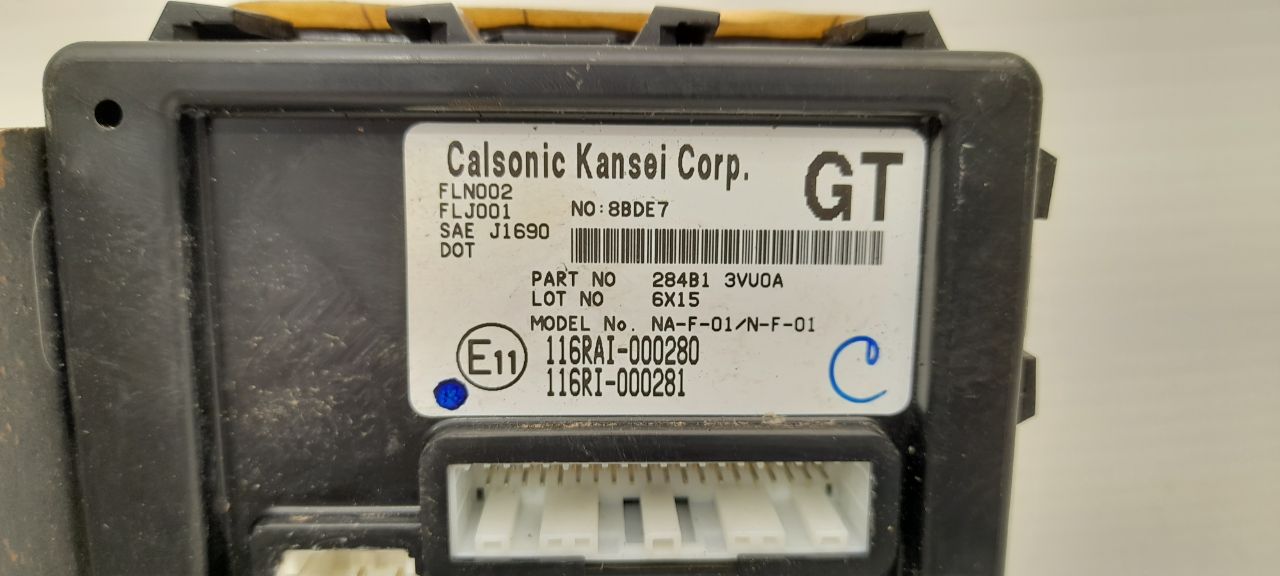 Calsonic Kansei Corp.
GT
FLN002
FLJ001
NO:8BDE7
SAE J1690
DOT
PART NO 284B1 3VU0A
LOT NO 6X15
MODEL No. NA-F-01/N-F-01
E11
116RAI-000280
116RI-000281
C